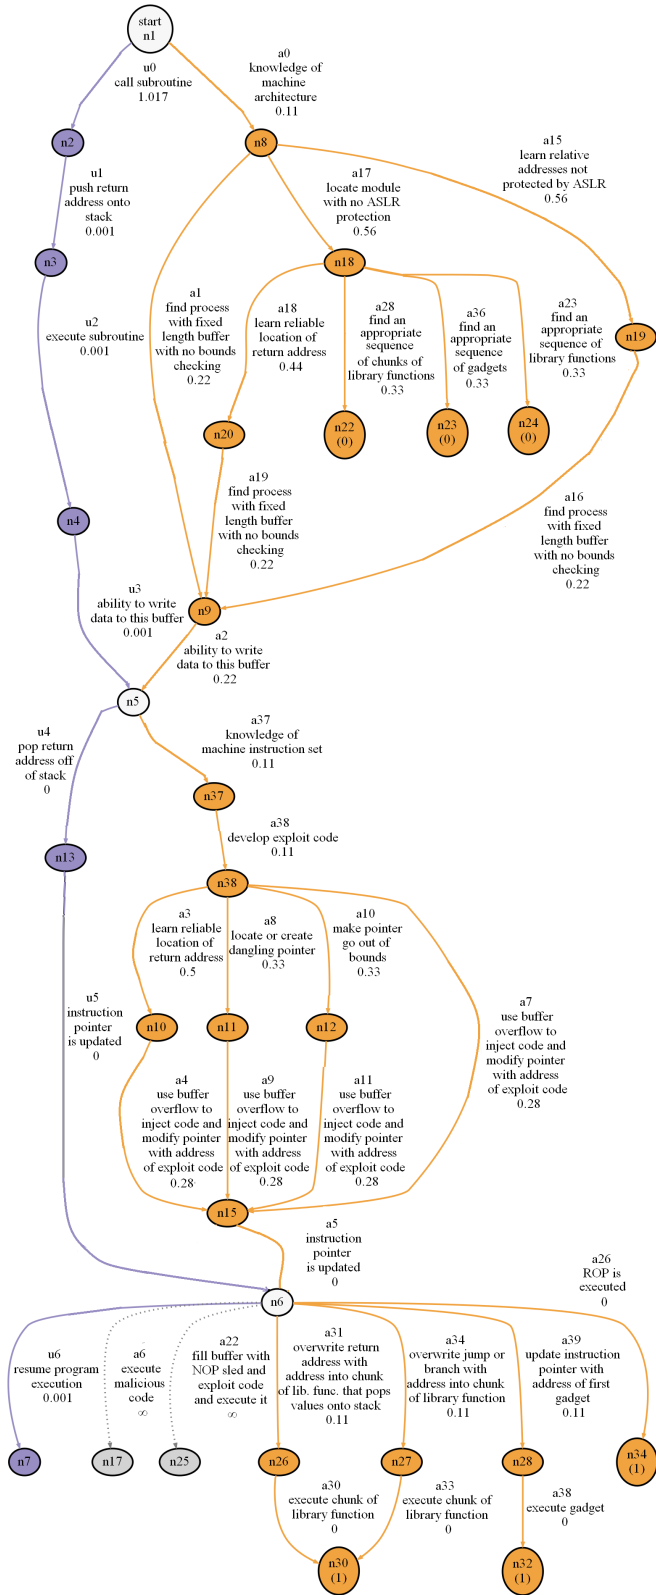 start
n1
u0
call subroutine
1.017
a0
knowledge of
machine
architecture
0.11
n2
n8
a15
learn relative
addresses not
protected by ASLR
0.56
u1
push return
address onto
stack
0.001
a17
locate module
with no ASLR
protection
0.56
n3
n18
a1
find process
with fixed
length buffer
with no bounds
checking
0.22
a18
learn reliable
location of
return address
0.44
a28
find an
appropriate
sequence
of chunks of
library functions
0.33
a36
find an
appropriate
sequence
of gadgets
0.33
a23
find an
appropriate
sequence of
library functions
0.33
n19
u2
execute subroutine
0.001
n20
n22
(0)
n23
(0)
n24
(0)
a19
find process
with fixed
length buffer
with no bounds
checking
0.22
a16
find process
with fixed
length buffer
with no bounds
checking
0.22
n4
u3
ability to write
data to this buffer
0.001
n9
a2
ability to write
data to this buffer
0.22
n5
u4
pop return
address off
of stack
0
a37
knowledge of
machine instruction set
0.11
n37
a38
develop exploit code
0.11
n13
n38
a3
learn reliable
location of
return address
0.5
a8
locate or create
dangling pointer
0.33
a10
make pointer
go out of
bounds
0.33
a7
use buffer
overflow to
inject code and
modify pointer
with address
of exploit code
0.28
u5
instruction
pointer
is updated
0
n10
n11
n12
a4
use buffer
overflow to
inject code and
modify pointer
with address
of exploit code
0.28
a9
use buffer
overflow to
inject code and
modify pointer
with address
of exploit code
0.28
a11
use buffer
overflow to
inject code and
modify pointer
with address
of exploit code
0.28
n15
a5
instruction
pointer
is updated
0
a26
ROP is
executed
0
n6
u6
resume program
execution
0.001
a6
execute
malicious
code
∞
a22
fill buffer with
NOP sled and
exploit code
and execute it
∞
a31
overwrite return
address with
address into chunk
of lib. func. that pops
values onto stack
0.11
a34
overwrite jump or
branch with
address into chunk
of library function
0.11
a39
update instruction
pointer with
address of first
gadget
0.11
n7
n17
n25
n26
n27
n28
n34
(1)
a30
execute chunk of
library function
0
a33
execute chunk of
library function
0
a38
execute gadget
0
n30
(1)
n32
(1)